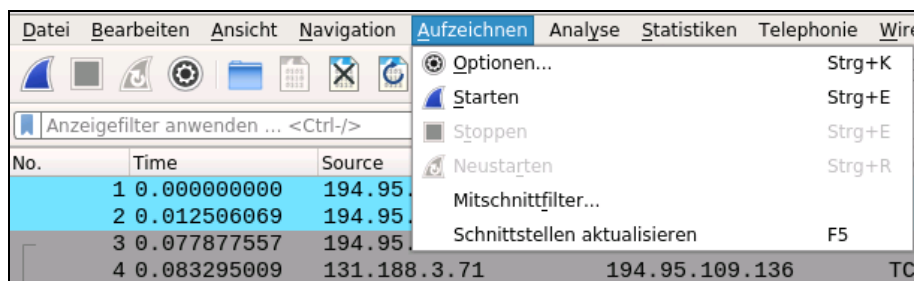 Datei Bearbeiten Ansicht Navigation Aufzeichnen Analyse Statistiken Telephonie Wire
Optionen... Strg+K
Starten Strg+E
Anzeigefilter anwenden ... <Ctrl-/> Stoppen Strg+E
No. Time Source Neustarten Strg+R
1 0.000000000 194.95. Mitschnittfilter...
2 0.012506069 194.95.
3 0.077877557 194.95. Schnittstellen aktualisieren F5
4 0.083295009 131.188.3.71 194.95.109.136 TC